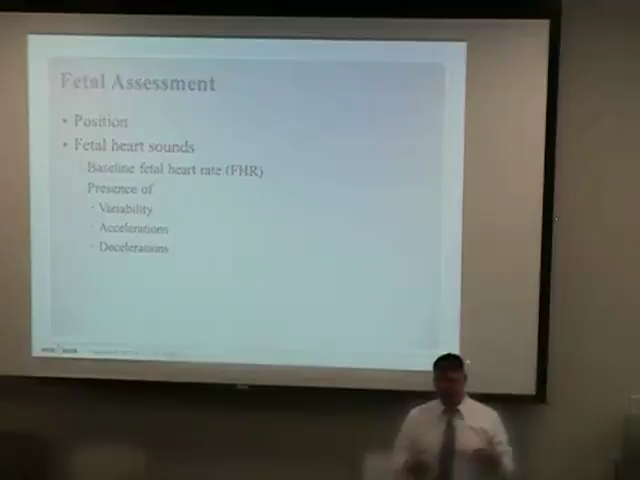 Fetal Assessment
• Position
• Fetal heart sounds
Baseline fetal heart rate (FHR)
Presence of
• Variability
• Accelerations
• Decelerations